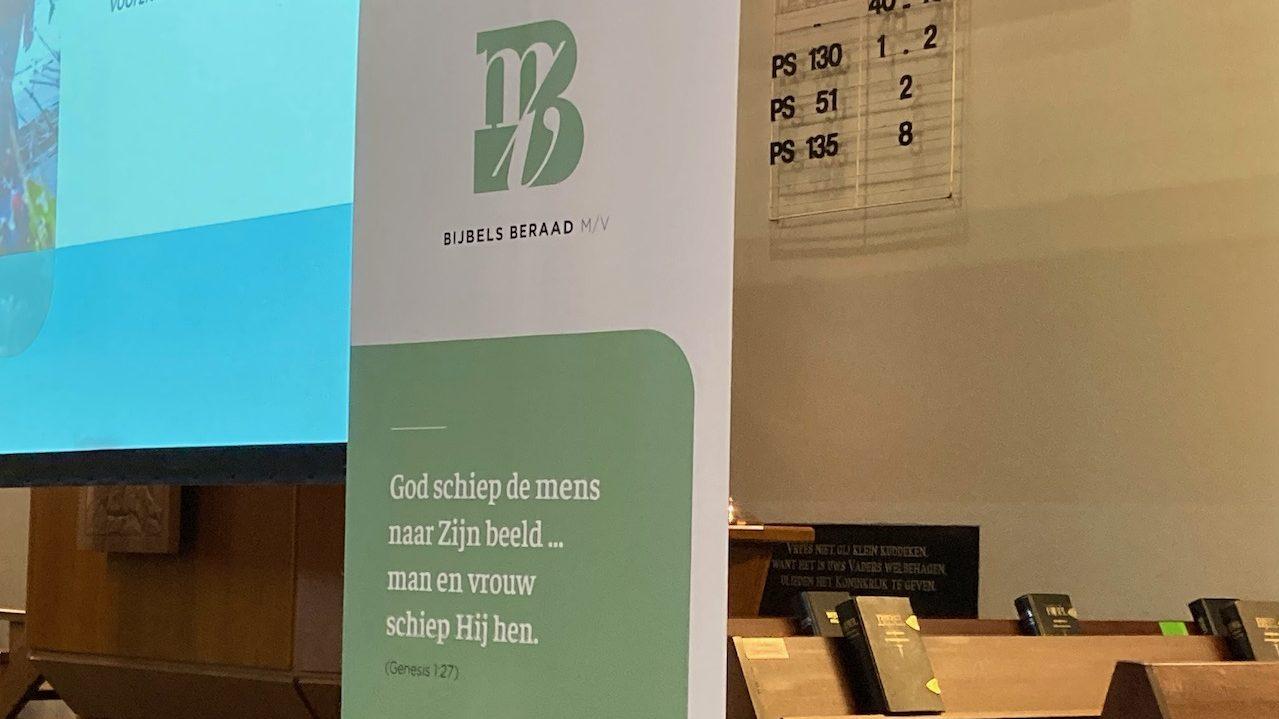 PS 130 1 . 2
PS 51 2
PS 135 8
BIJBELS BERAAD M/V
God schiep de mens
naar Zijn beeld ...
man en vrouw
schiep Hij hen.
(Genesis 1:27)
VREES NIET, GIJ KLEIN KUDDEKEN,
WANT HET IS UWS VADERS WELBEHAGEN,
ULIEDEN HET KONINKRIJK TE GEVEN.